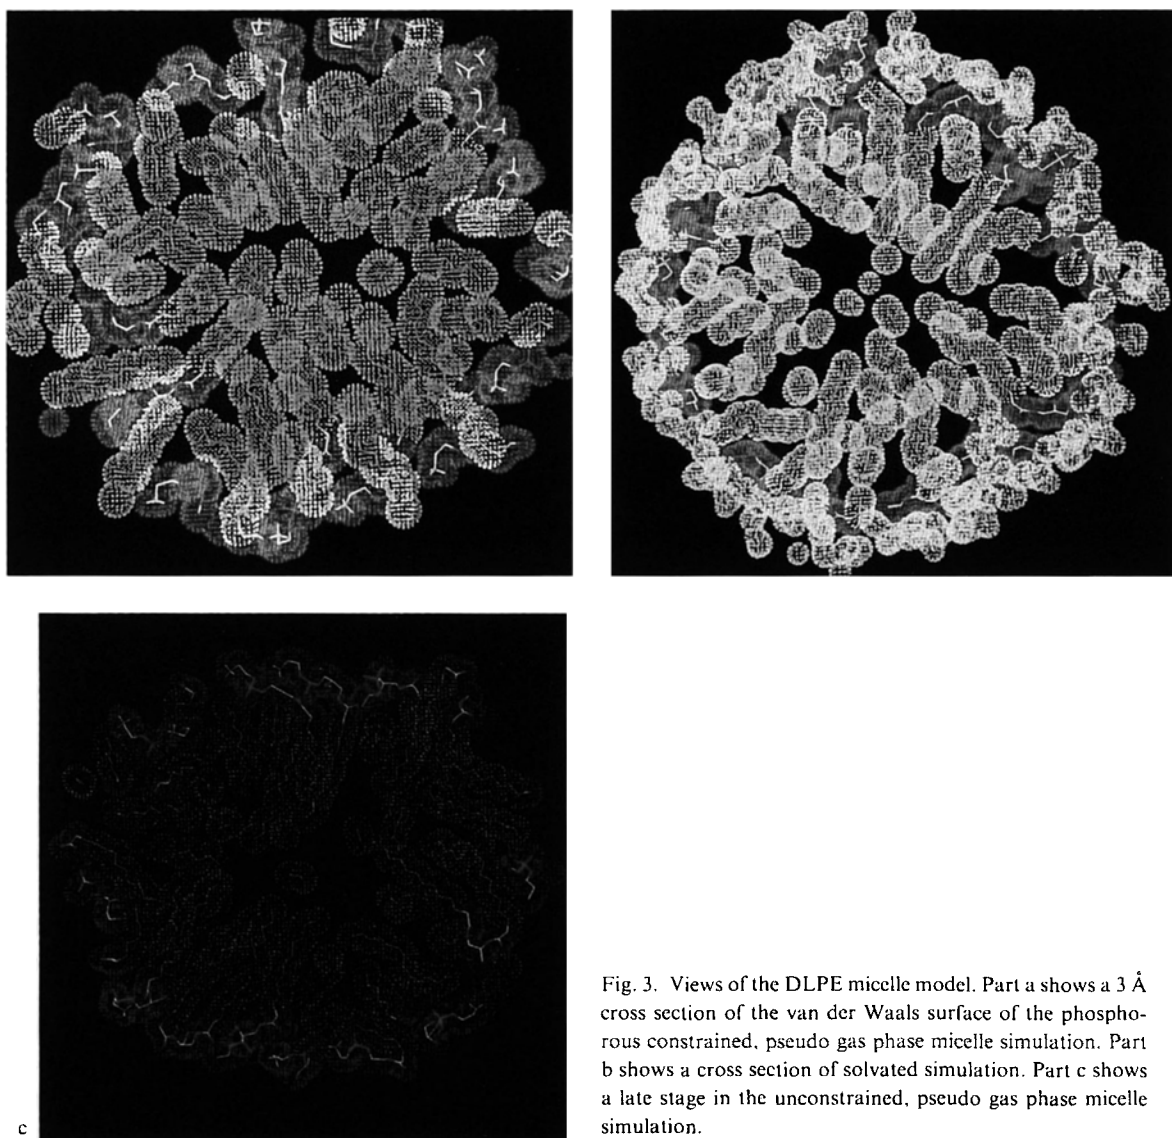 c
Fig. 3. Views of the DLPE micelle model. Part a shows a 3 Å
cross section of the van der Waals surface of the phospho-
rous constrained, pseudo gas phase micelle simulation. Part
b shows a cross section of solvated simulation. Part c shows
a late stage in the unconstrained, pseudo gas phase micelle
simulation.